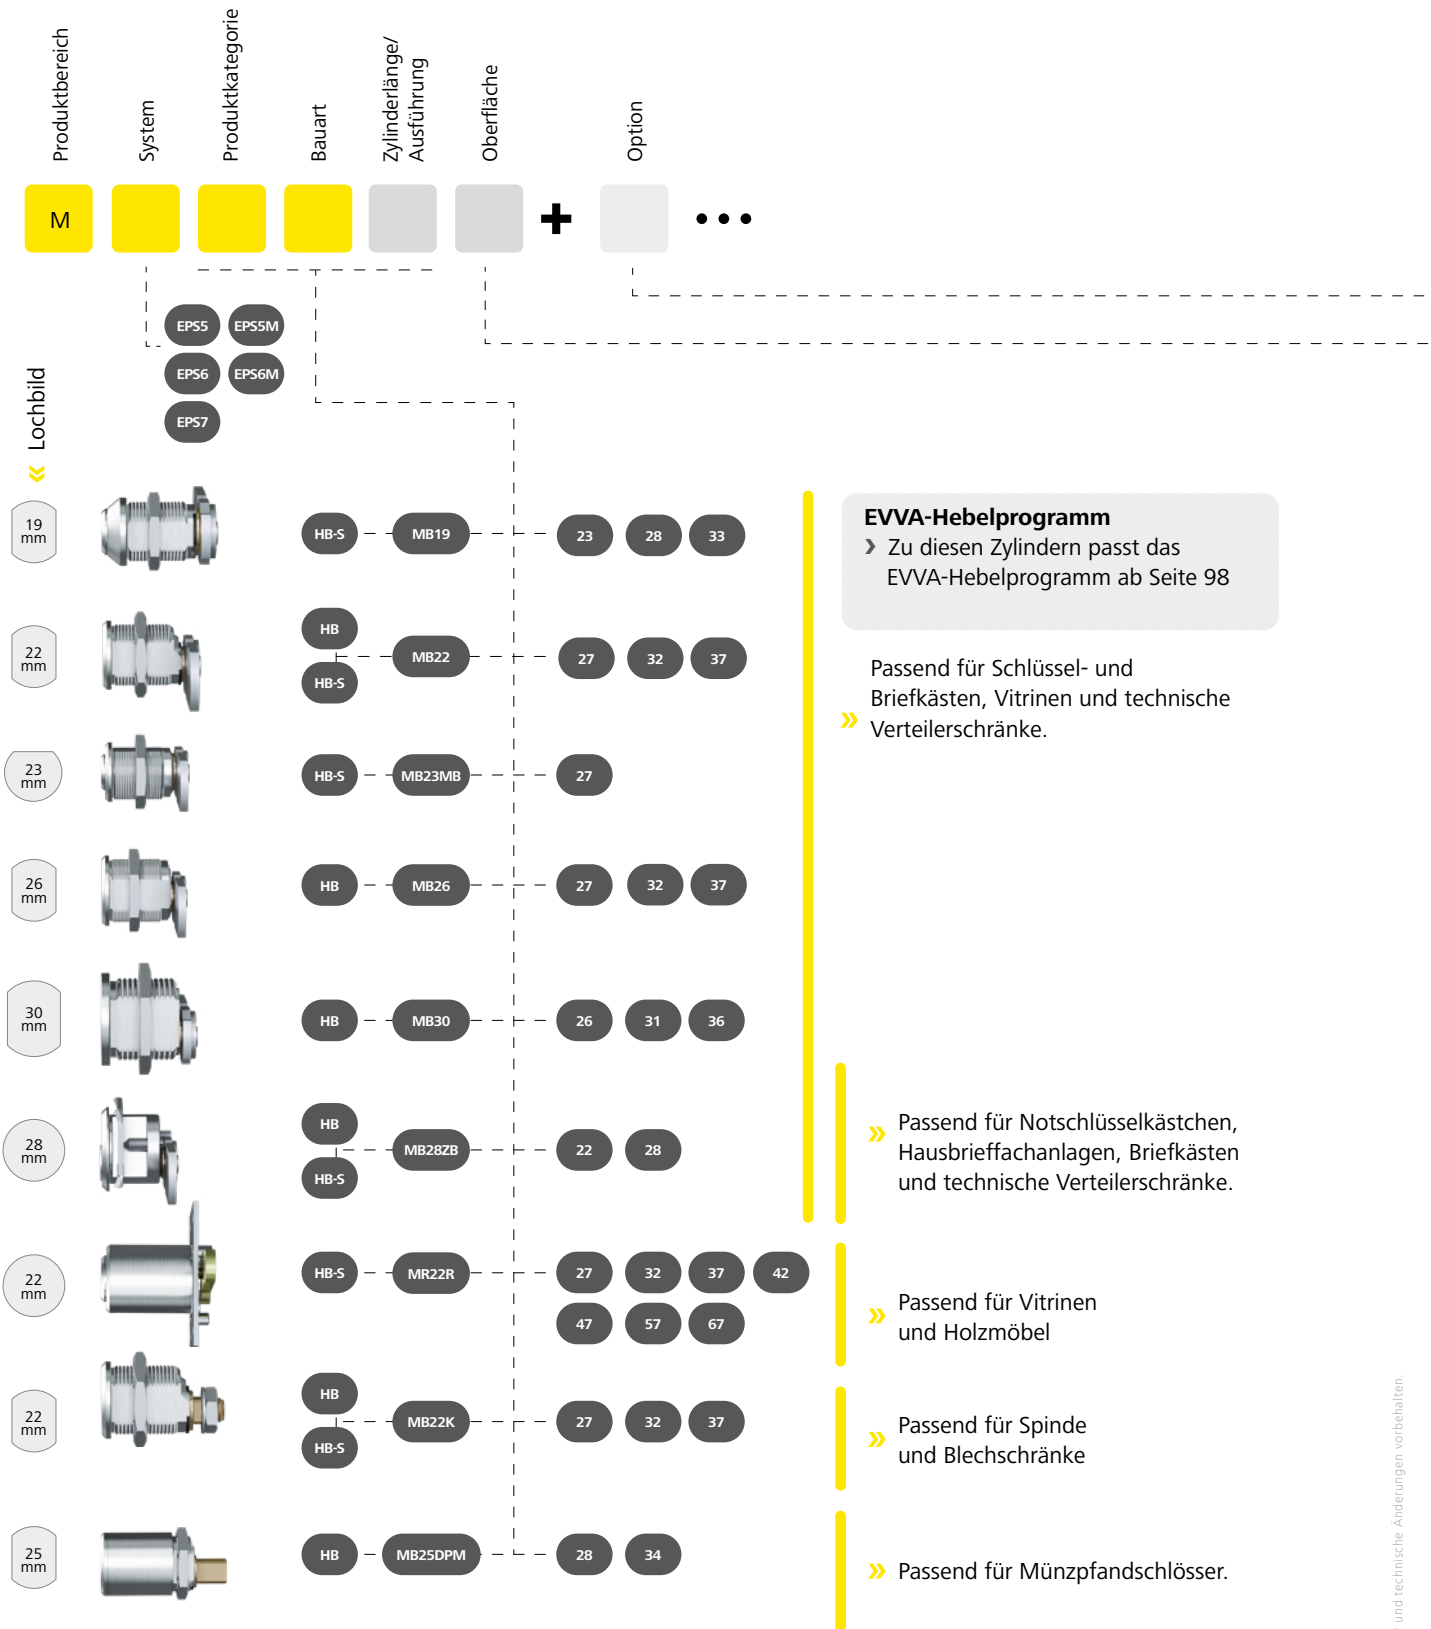 Produktbereich
System
Produktkategorie
Bauart
Zylinderlänge/
Ausführung
Oberfläche
Option
M
EPS5 EPS5M
EPS6 EPS6M
EPS7
Lochbild
19
mm
HB-S MB19 23 28 33
EVVA-Hebelprogramm
› Zu diesen Zylindern passt das
EVVA-Hebelprogramm ab Seite 98
22
mm
HB
HB-S
MB22 27 32 37
Passend für Schlüssel- und
Briefkästen, Vitrinen und technische
» Verteilerschränke.
23
mm
HB-S MB23MB 27
26
mm
HB MB26 27 32 37
30
mm
HB MB30 26 31 36
28
mm
HB
HB-S
MB28ZB 22 28
» Passend für Notschlüsselkästchen,
Hausbrieffachanlagen, Briefkästen
und technische Verteilerschränke.
22
mm
HB-S MR22R 27 32 37 42
47 57 67
» Passend für Vitrinen
und Holzmöbel
22
mm
HB
HB-S
MB22K 27 32 37
» Passend für Spinde
und Blechschränke
25
mm
HB MB25DPM 28 34
» Passend für Münzpfandschlösser.
und technische Änderungen vorbehalten.